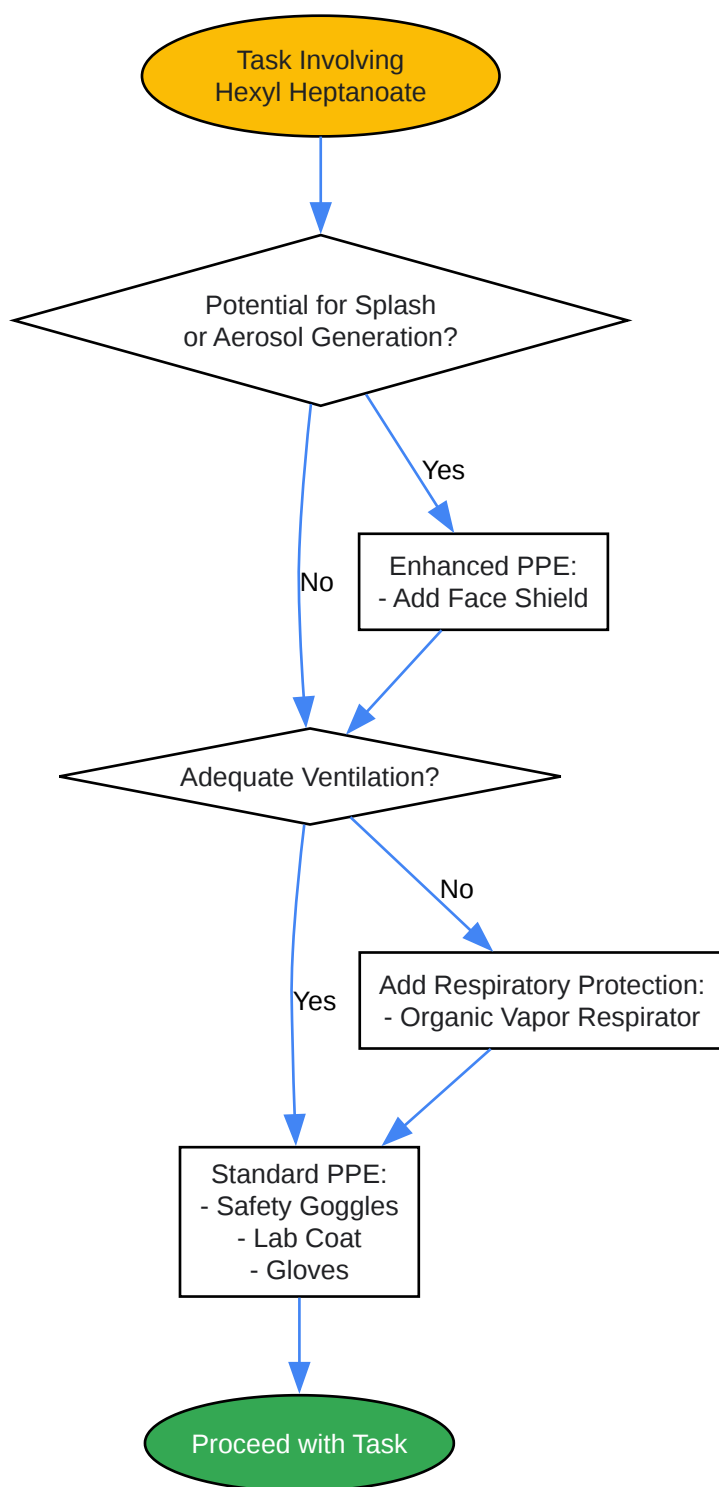 Task Involving
Hexyl Heptanoate
Potential for Splash
or Aerosol Generation?
Yes
Enhanced PPE:
- Add Face Shield
No
Adequate Ventilation?
No
Add Respiratory Protection:
- Organic Vapor Respirator
Yes
Standard PPE:
- Safety Goggles
- Lab Coat
- Gloves
Proceed with Task